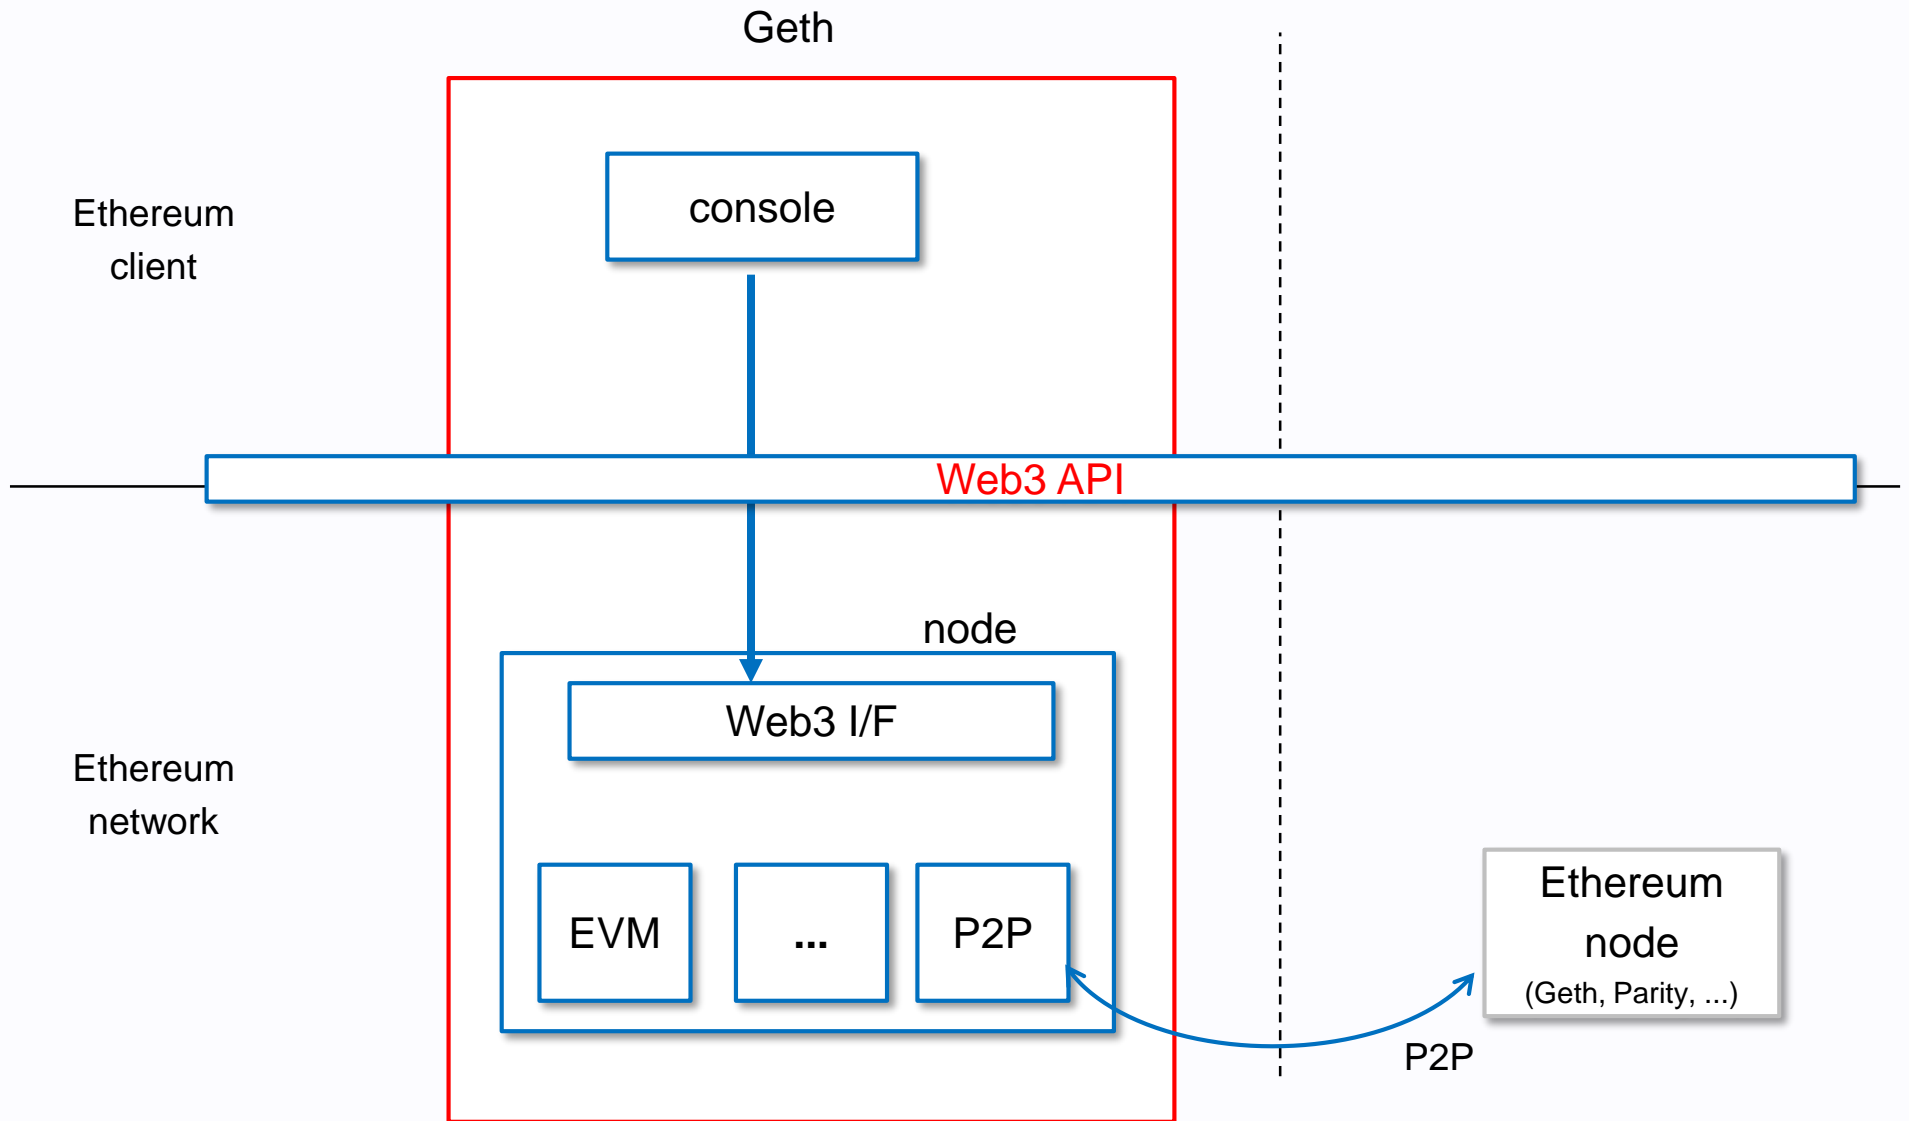 Geth
console
Ethereum
client
Web3 API
node
Web3 I/F
Ethereum
network
EVM
...
P2P
Ethereum
node
(Geth, Parity, ...)
P2P